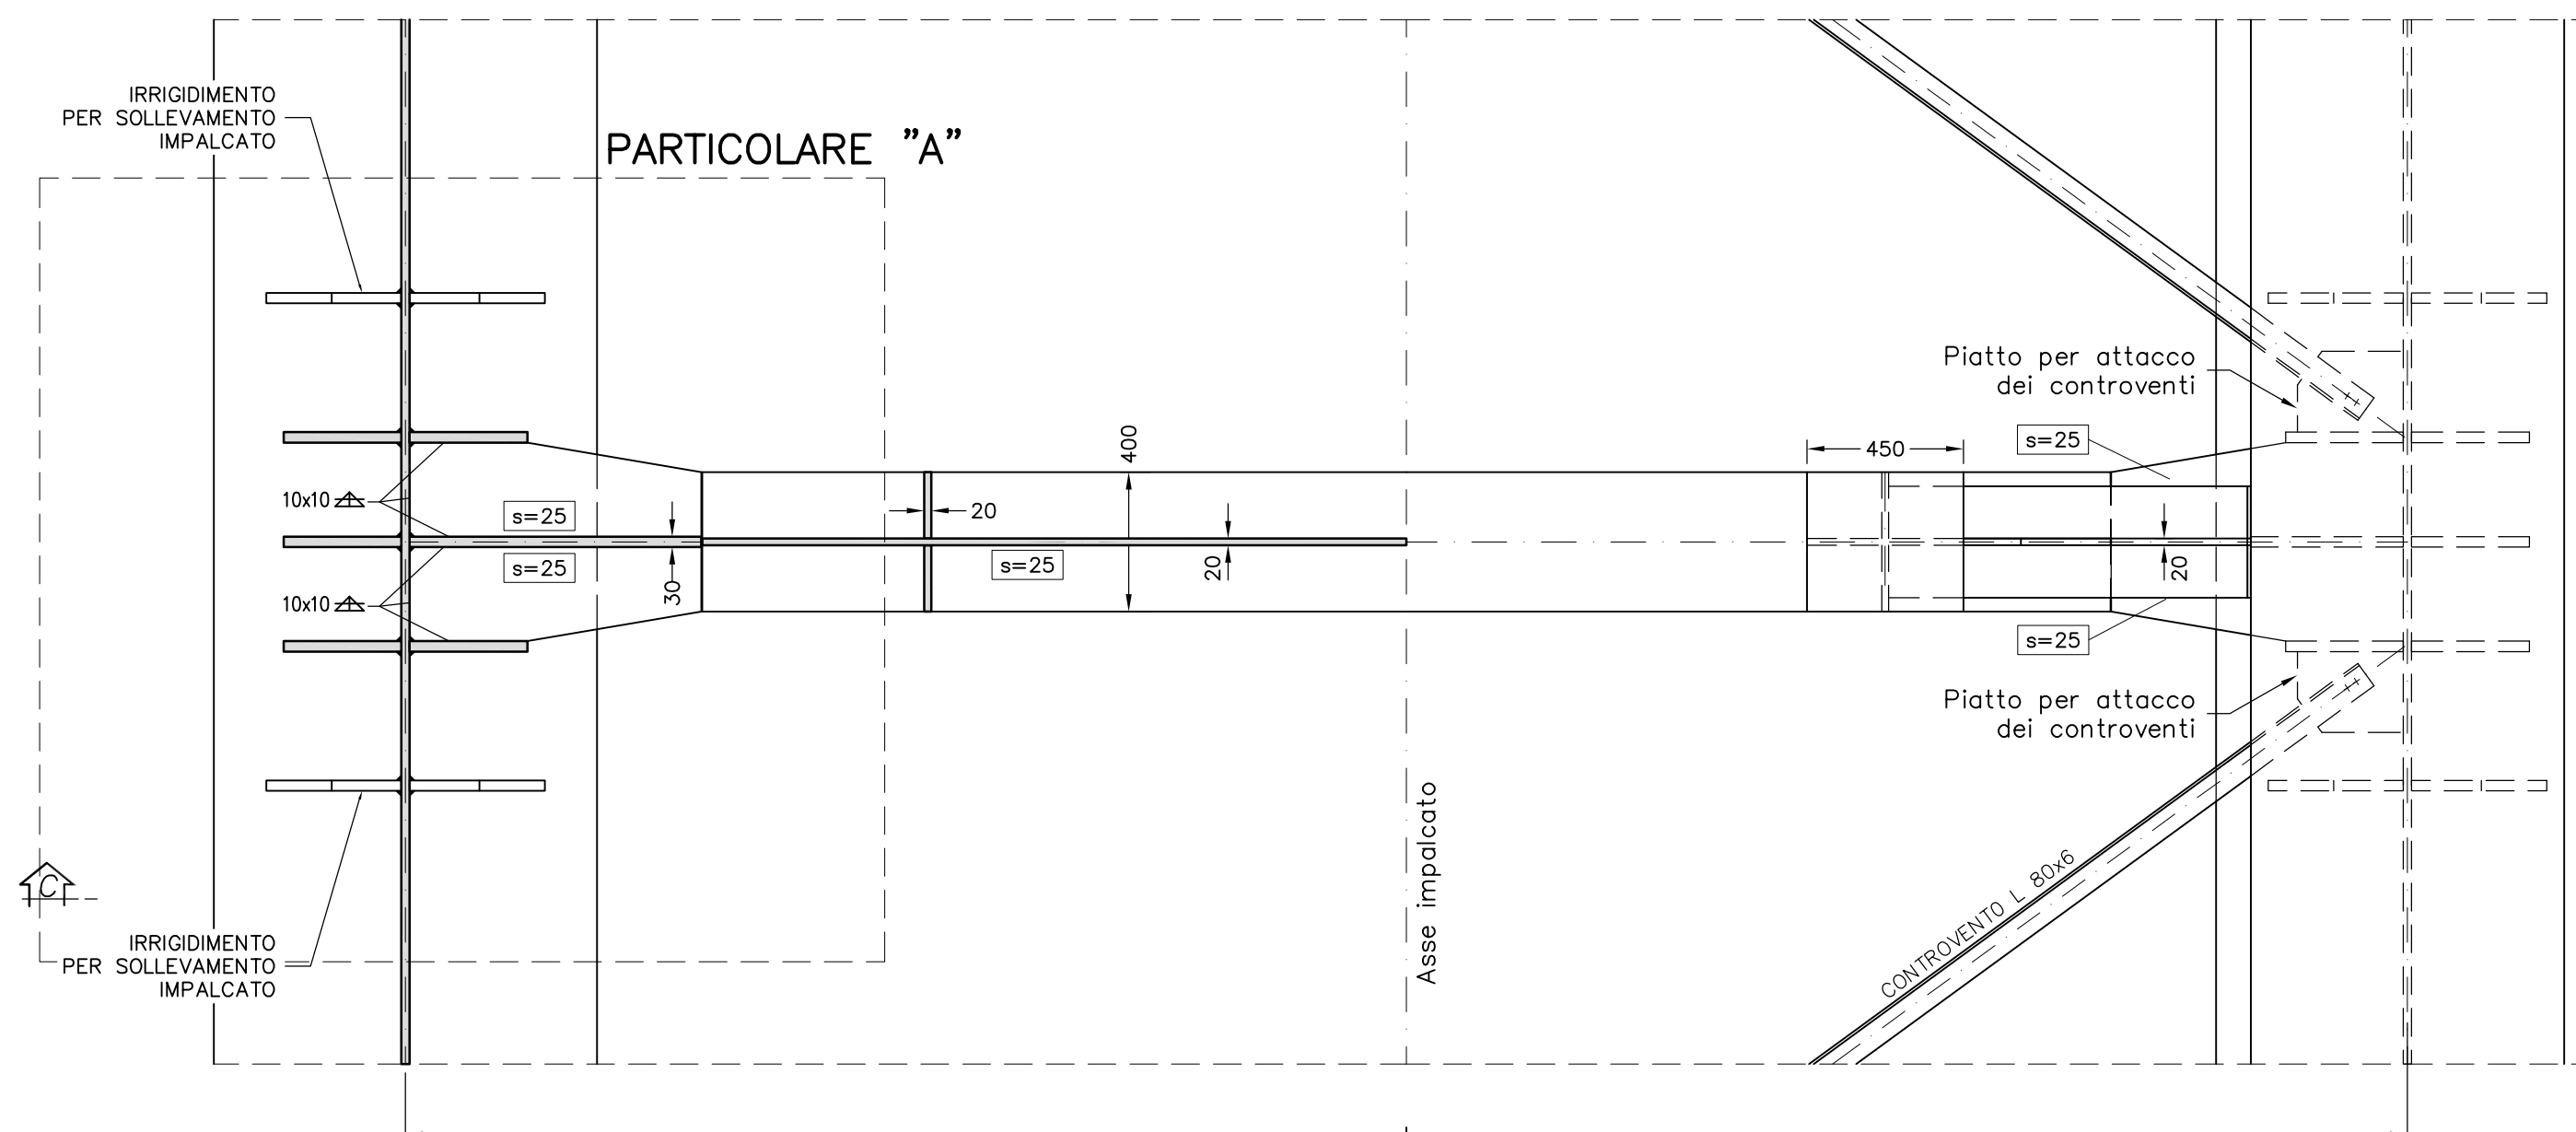 IRRIGIDIMENTO
PER SOLLEVAMENTO
IMPALCATO
PARTICOLARE "A"
Piatto per attacco
dei controventi
400
450
s=25
10x10
s=25
20
s=25
s=25
20
30
20
10x10
s=25
Piatto per attacco
dei controventi
Asse impalcato
CONTROVENTO L 80x6
C
IRRIGIDIMENTO
PER SOLLEVAMENTO
IMPALCATO